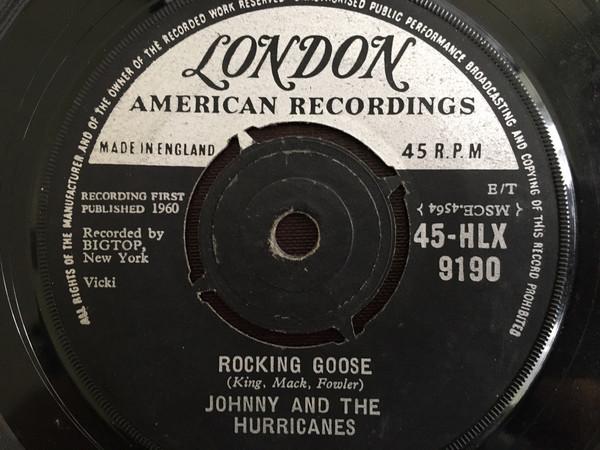 ALL RIGHTS OF THE MANUFACTURER AND OF THE OWNER OF THE RECORDED WORK RESERVED UNAUTHORISED PUBLIC PERFORMANCE BROADCASTING AND COPYING OF THIS RECORD PROHIBITED
LONDON
AMERICAN RECORDINGS
MADE IN ENGLAND
45 R.P.M
RECORDING FIRST
PUBLISHED 1960
E/T
{ MSCE.4564 }
Recorded by
BIGTOP,
New York
45-HLX
9190
Vicki
ROCKING GOOSE
(King, Mack, Fowler)
JOHNNY AND THE
HURRICANES